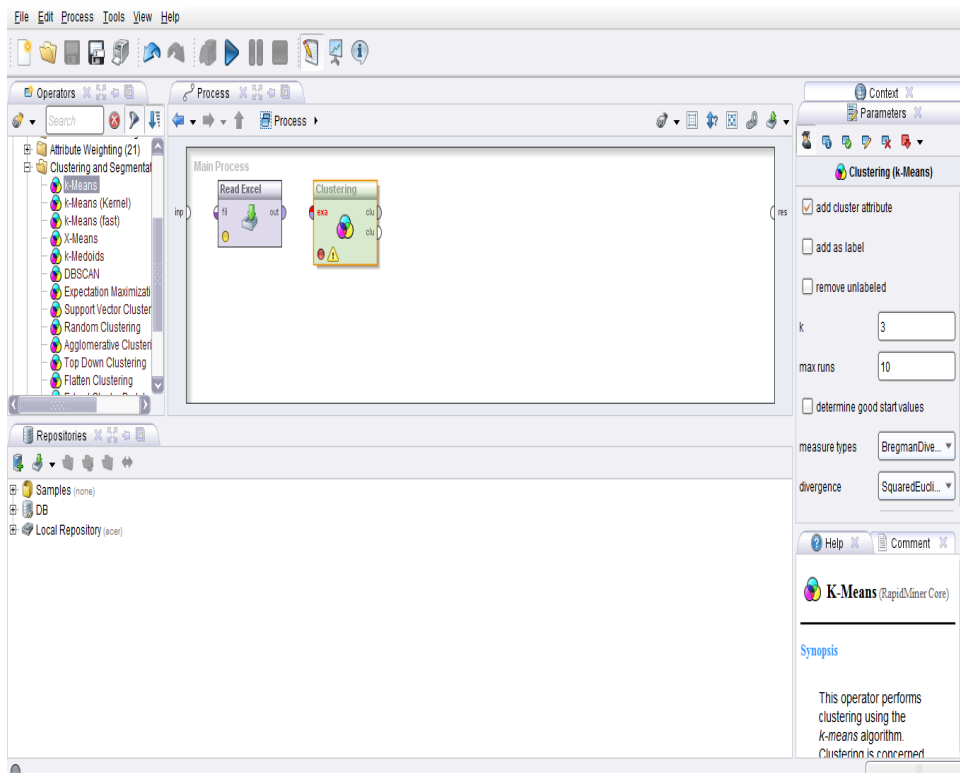 File Edit Process Tools View Help
Operators
Process
Context
Parameters
Search
Process
Attribute Weighting (21)
Clustering and Segmentat
k-Means
k-Means (Kernel)
k-Means (fast)
X-Means
k-Medoids
DBSCAN
Expectation Maximizati
Support Vector Cluster
Random Clustering
Agglomerative Clusteri
Top Down Clustering
Flatten Clustering
Main Process
Read Excel
Clustering
inp
fil
out
exa
clu
clu
res
Clustering (k-Means)
add cluster attribute
add as label
remove unlabeled
k
3
max runs
10
determine good start values
measure types
BregmanDive...
divergence
SquaredEucli...
Repositories
Samples (none)
DB
Local Repository (acer)
Help
Comment
K-Means (RapidMiner Core)
Synopsis
This operator performs
clustering using the
k-means algorithm.
Clustering is concerned